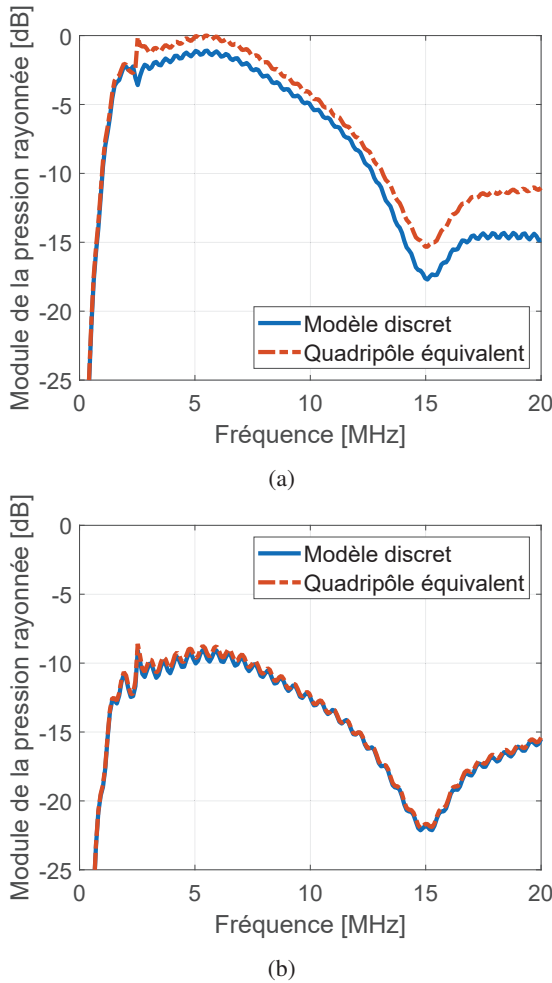 Module de la pression rayonnée [dB]
0
-5
-10
-15
-20
-25
Modèle discret
Quadripôle équivalent
0 5 10 15 20
Fréquence [MHz]
(a)
Module de la pression rayonnée [dB]
0
-5
-10
-15
-20
-25
Modèle discret
Quadripôle équivalent
0 5 10 15 20
Fréquence [MHz]
(b)